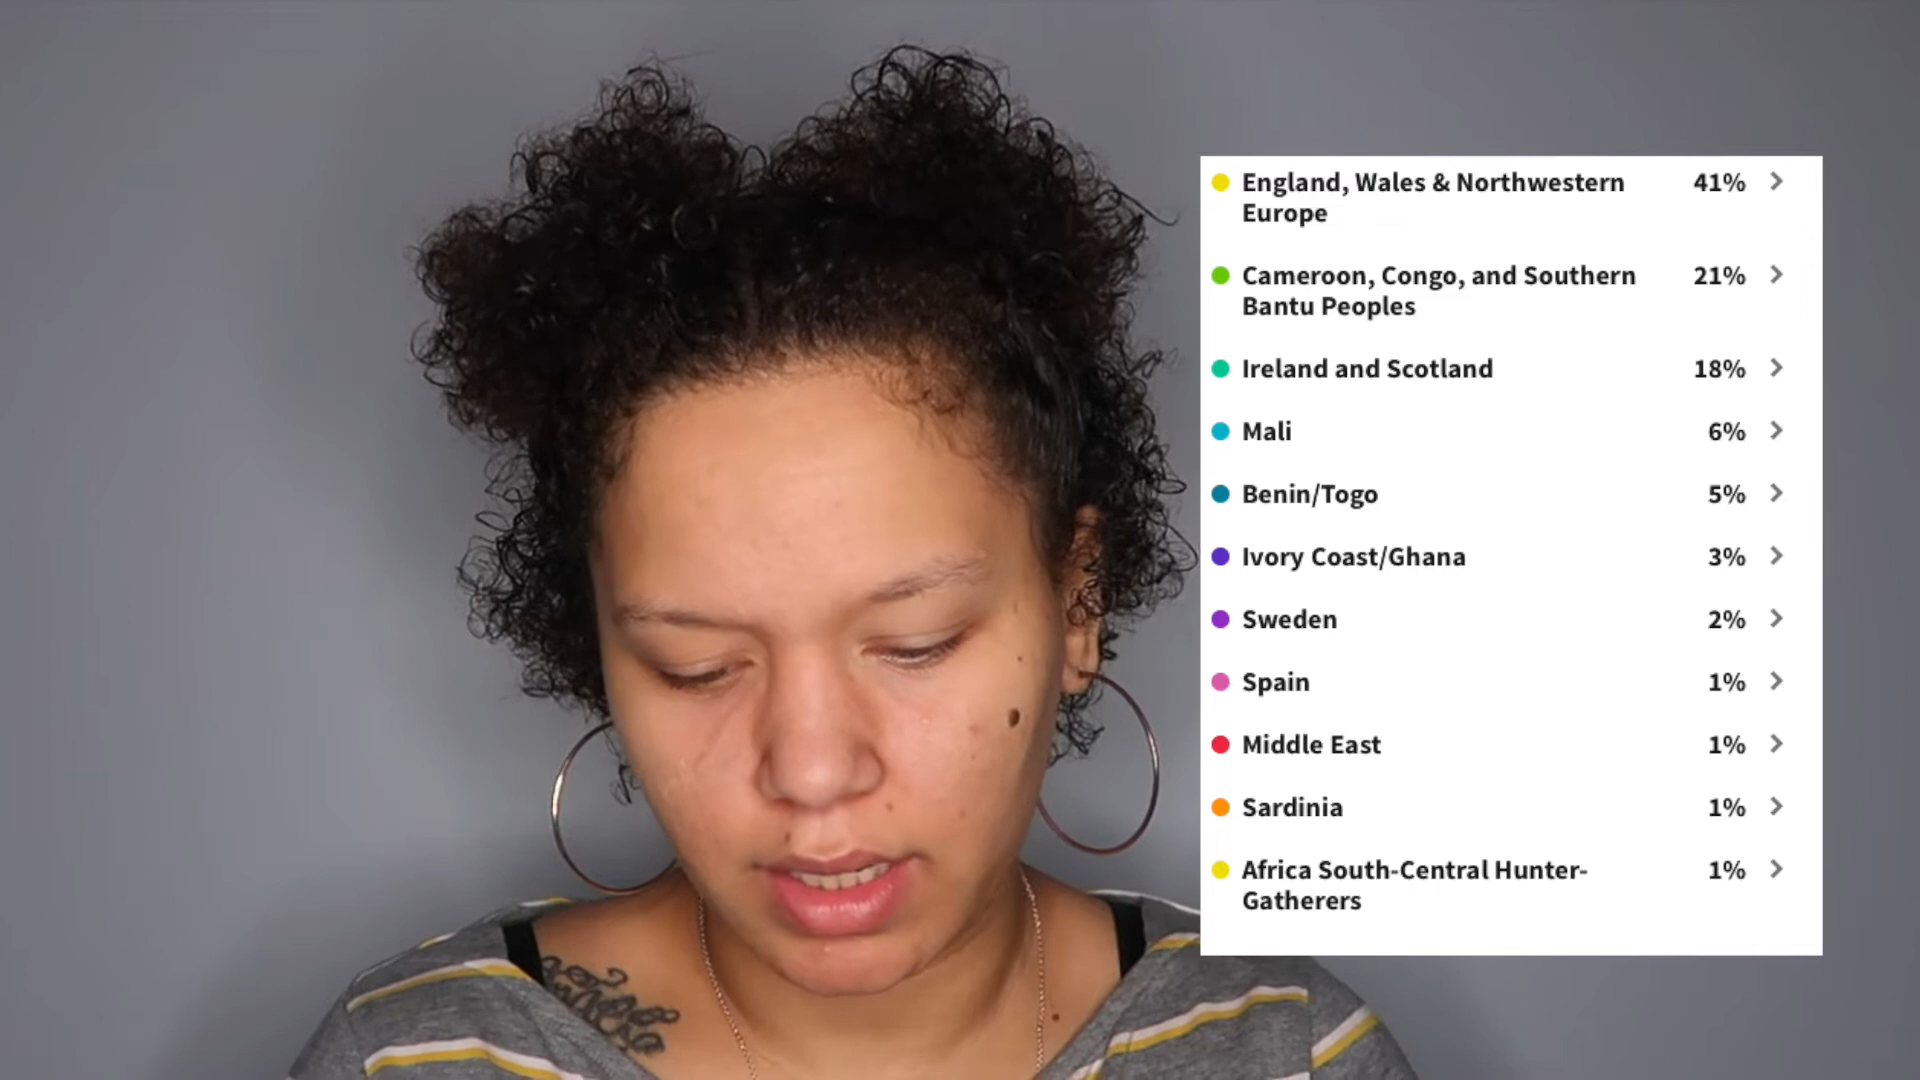 England, Wales & Northwestern 41%
Europe
Cameroon, Congo, and Southern 21%
Bantu Peoples
Ireland and Scotland 18%
Mali 6%
Benin/Togo 5%
Ivory Coast/Ghana 3%
Sweden 2%
Spain 1%
Middle East 1%
Sardinia 1%
Africa South-Central Hunter- 1%
Gatherers